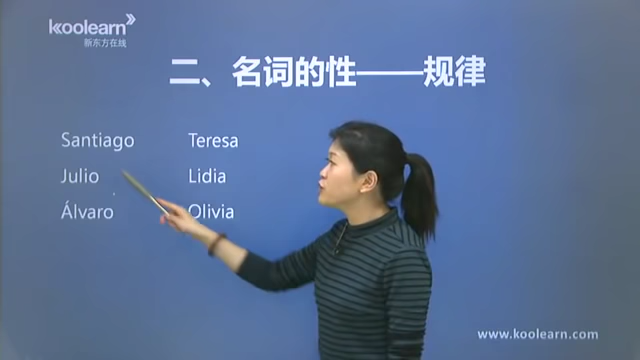 koolearn
新东方在线
二、名词的性——规律
Santiago Teresa
Julio Lidia
Álvaro Olivia
www.koolearn.com